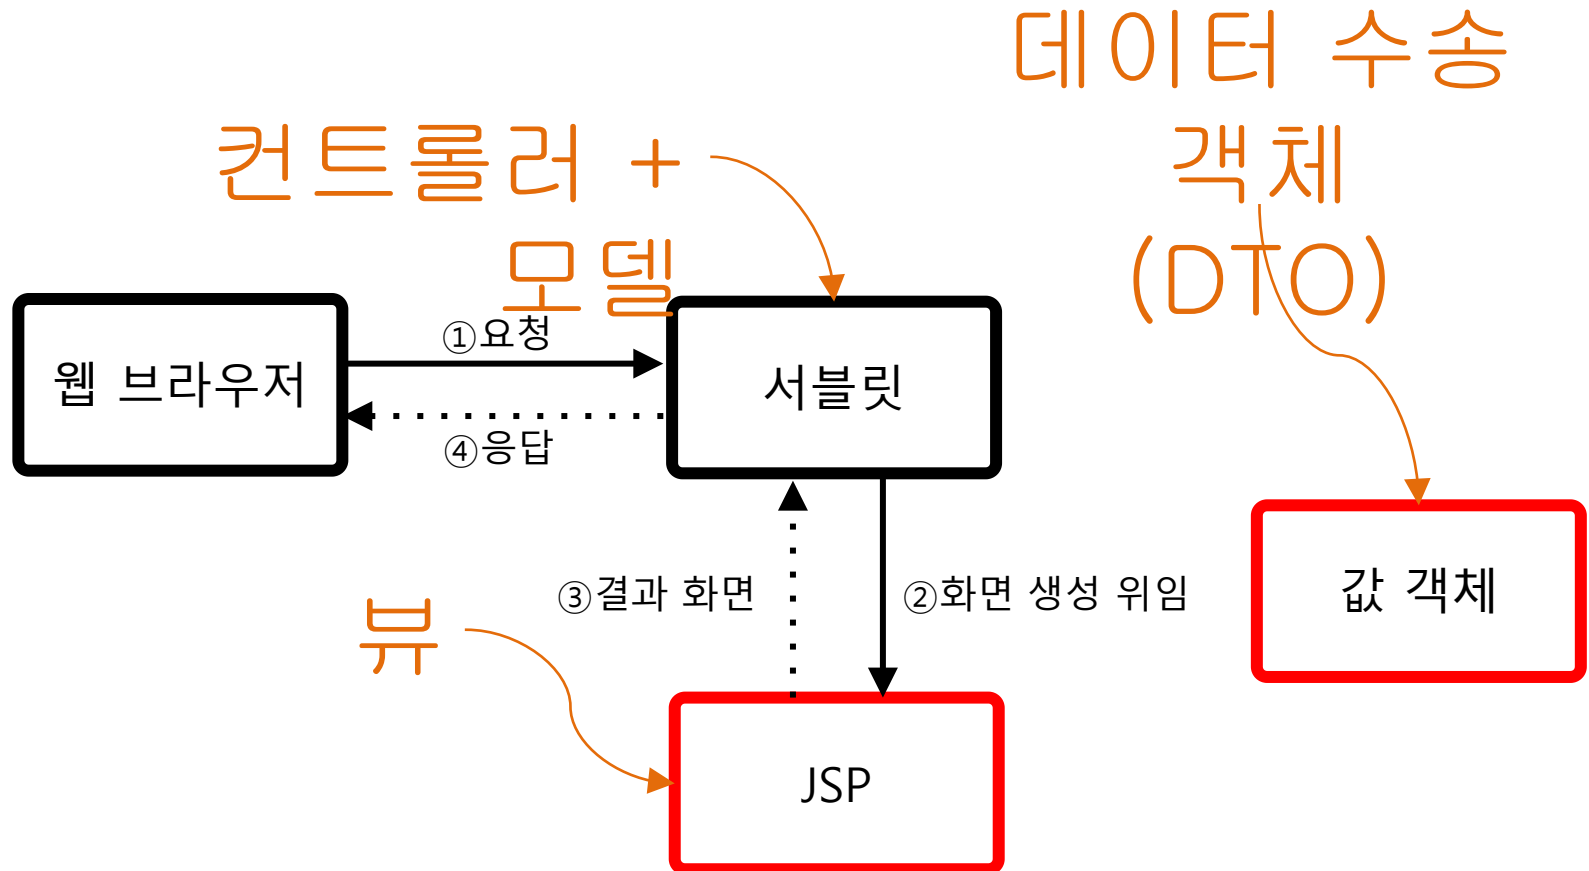 데이터 수송
객체
(DTO)
컨트롤러 +
모델
웹 브라우저
①요청
④응답
서블릿
③결과 화면
②화면 생성 위임
값 객체
뷰
JSP